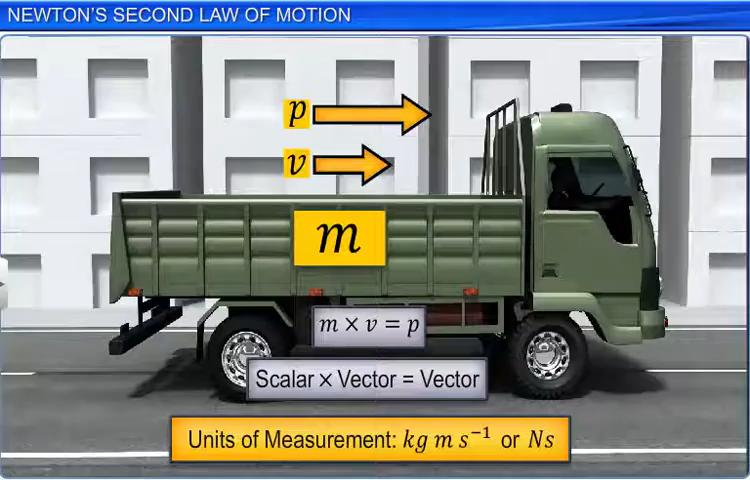 NEWTON'S SECOND LAW OF MOTION
p
v
m
m × v = p
Scalar × Vector = Vector
Units of Measurement: kg m s⁻¹ or Ns